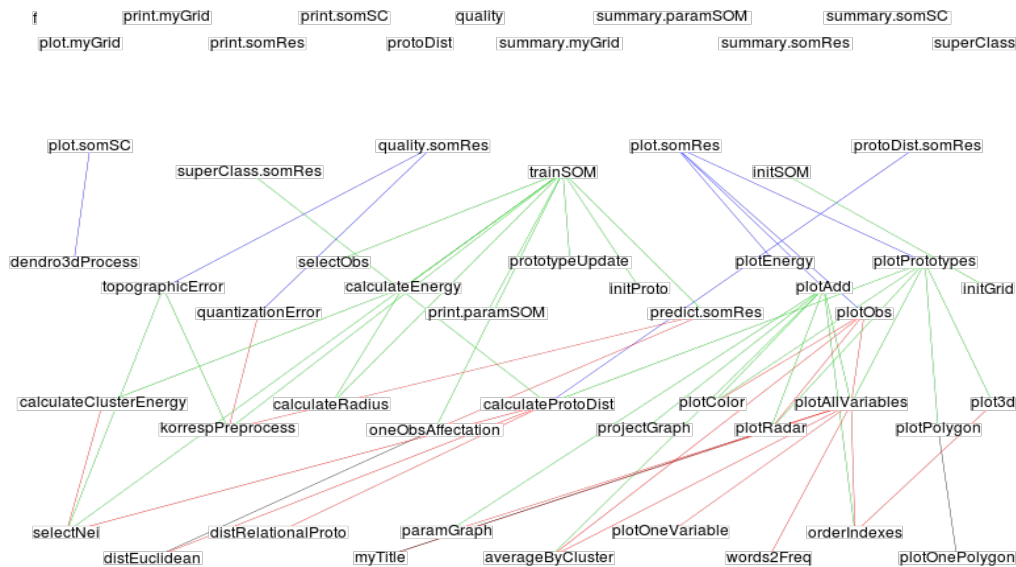 f print.myGrid print.somSC quality summary.paramSOM summary.somSC
plot.myGrid print.somRes protoDist summary.myGrid summary.somRes superClass
plot.somSC quality.somRes plot.somRes protoDist.somRes
superClass.somRes trainSOM initSOM
dendro3dProcess selectObs prototypeUpdate plotEnergy plotPrototypes
topographicError calculateEnergy initProto plotAdd initGrid
quantizationError print.paramSOM predict.somRes plotObs
calculateClusterEnergy calculateRadius calculateProtoDist plotColor plotAllVariables plot3d
korrespPreprocess oneObsAffectation projectGraph plotRadar plotPolygon
selectNei distRelationalProto paramGraph plotOneVariable orderIndexes
distEuclidean myTitle averageByCluster words2Freq plotOnePolygon